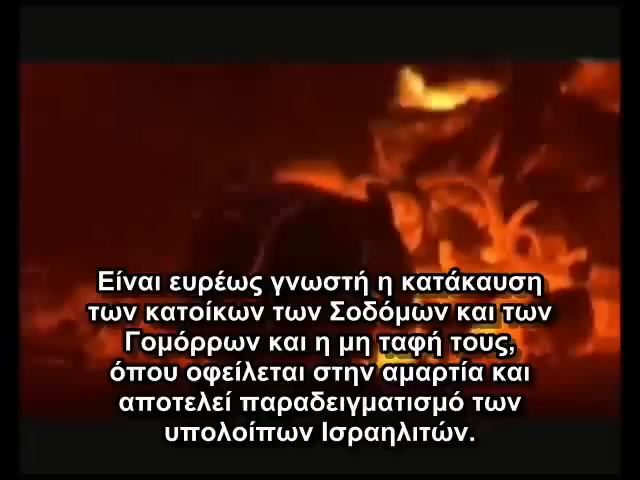 Είναι ευρέως γνωστή η κατάκαυση
των κατοίκων των Σοδόμων και των
Γομόρρων και η μη ταφή τους,
όπου οφείλεται στην αμαρτία και
αποτελεί παραδειγματισμό των
υπολοίπων Ισραηλιτών.